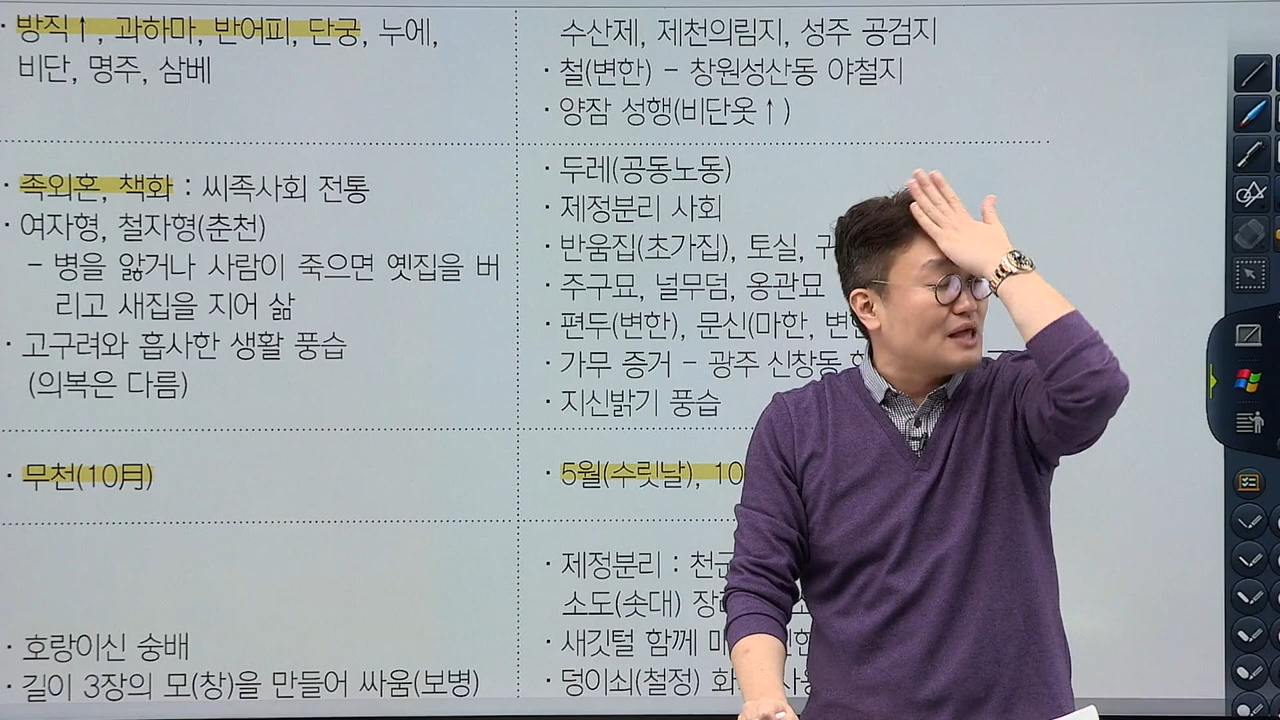 · 방직↑, 과하마, 반어피, 단궁, 누에,
비단, 명주, 삼베
· 족외혼, 책화 : 씨족사회 전통
· 여자형, 철자형(춘천)
– 병을 앓거나 사람이 죽으면 옛집을 버
리고 새집을 지어 삶
· 고구려와 흡사한 생활 풍습
(의복은 다름)
· 무천(10月)
· 호랑이신 숭배
· 길이 3장의 모(창)을 만들어 싸움(보병)
수산제, 제천의림지, 성주 공검지
· 철(변한) – 창원성산동 야철지
· 양잠 성행(비단옷↑)
· 두레(공동노동)
· 제정분리 사회
· 반움집(초가집), 토실,
· 주구묘, 널무덤, 옹관묘
· 편두(변한), 문신(마한,
· 가무 증거 – 광주 신창동
· 지신밝기 풍습
· 5월(수릿날), 10
제정분리 :
소도(솟대)
· 새깃털 함께
· 덩이쇠(철정)